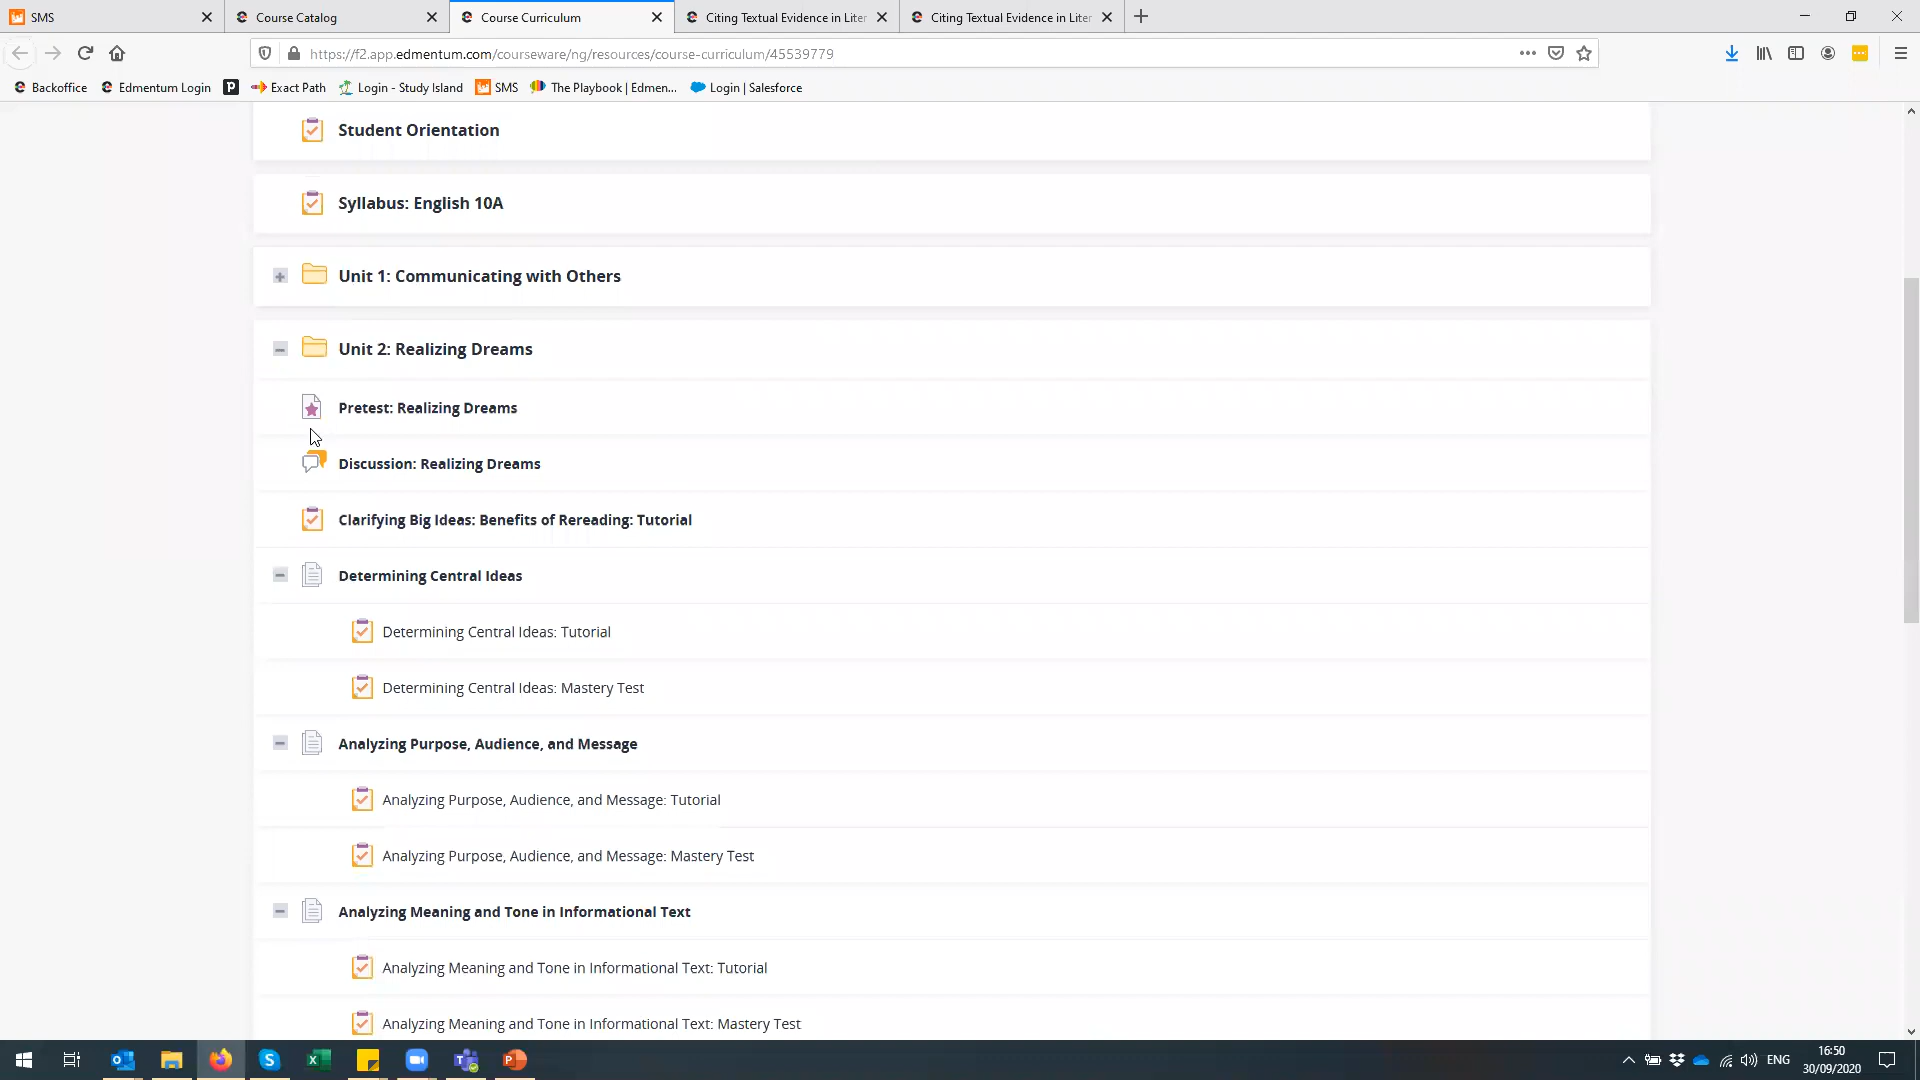 SMS
Course Catalog
Course Curriculum
Citing Textual Evidence in Liter
Citing Textual Evidence in Liter
https://f2.app.edmentum.com/courseware/ng/resources/course-curriculum/45539779
Backoffice
Edmentum Login
Exact Path
Login - Study Island
SMS
The Playbook | Edmen...
Login | Salesforce
Student Orientation
Syllabus: English 10A
Unit 1: Communicating with Others
Unit 2: Realizing Dreams
Pretest: Realizing Dreams
Discussion: Realizing Dreams
Clarifying Big Ideas: Benefits of Rereading: Tutorial
Determining Central Ideas
Determining Central Ideas: Tutorial
Determining Central Ideas: Mastery Test
Analyzing Purpose, Audience, and Message
Analyzing Purpose, Audience, and Message: Tutorial
Analyzing Purpose, Audience, and Message: Mastery Test
Analyzing Meaning and Tone in Informational Text
Analyzing Meaning and Tone in Informational Text: Tutorial
Analyzing Meaning and Tone in Informational Text: Mastery Test
ENG
16:50
30/09/2020